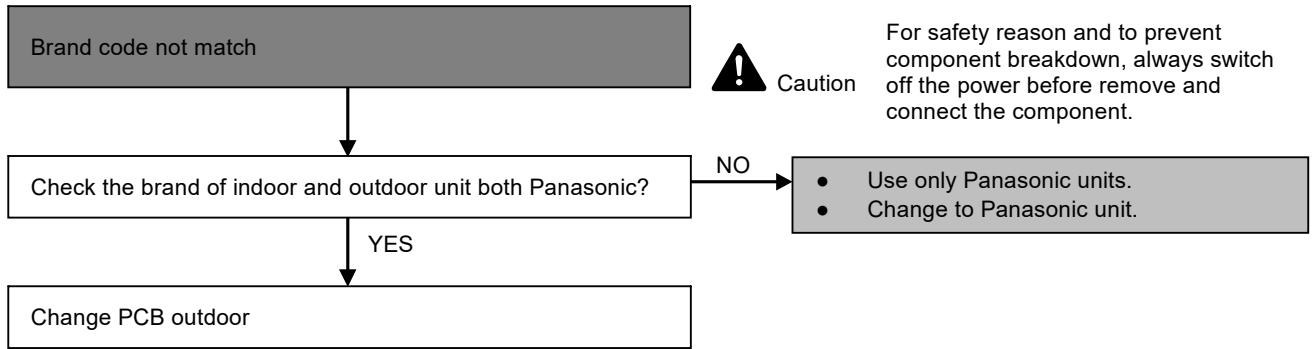 Brand code not match
Caution
For safety reason and to prevent
component breakdown, always switch
off the power before remove and
connect the component.
Check the brand of indoor and outdoor unit both Panasonic?
NO
● Use only Panasonic units.
● Change to Panasonic unit.
YES
Change PCB outdoor